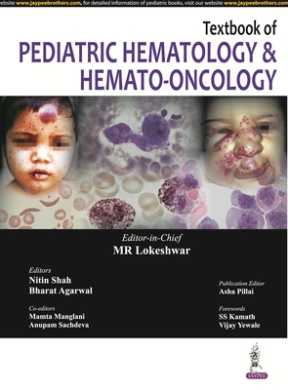 website www.jaypeebrothers.com, for detailed information of pediatric books, visit our website www.jaypeebrothers.com
Textbook of
PEDIATRIC HEMATOLOGY &
HEMATO-ONCOLOGY
Editor-in-Chief
MR Lokeshwar
Editors
Nitin Shah
Bharat Agarwal
Co-editors
Mamta Manglani
Anupam Sachdeva
Publication Editor
Asha Pillai
Forewords
SS Kamath
Vijay Yewale
JAYPEE